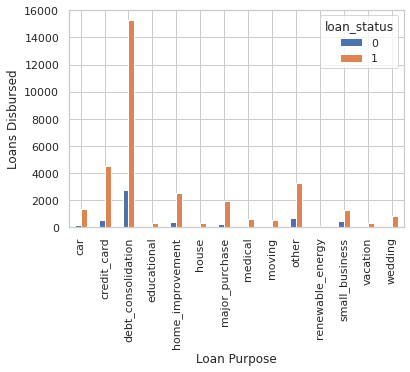 16000
14000
12000
10000
8000
6000
4000
2000
0
Loans Disbursed
loan_status
0
1
car
credit_card
debt_consolidation
educational
home_improvement
house
major_purchase
medical
moving
other
renewable_energy
small_business
vacation
wedding
Loan Purpose